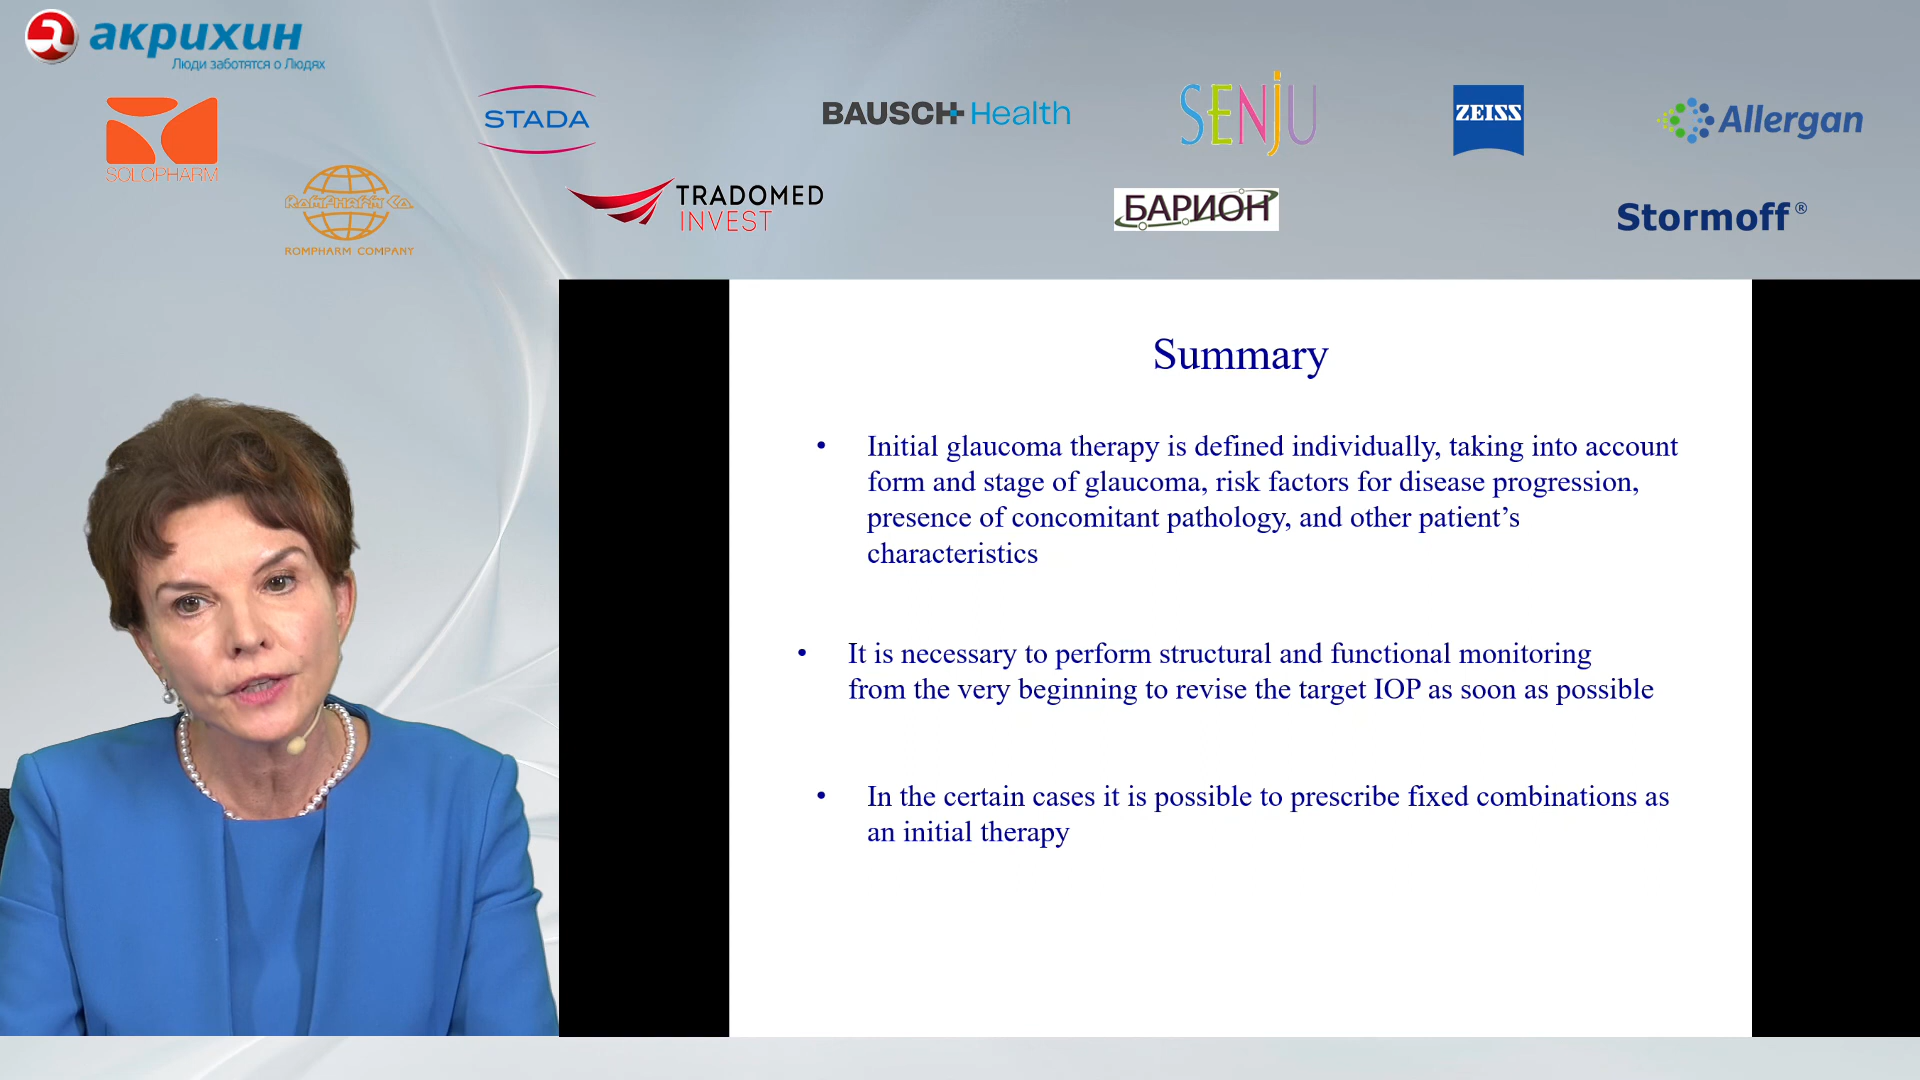 акрихин
Люди заботятся о Людях
SOLOPHARM
STADA
BAUSCH+Health
SENJU
ZEISS
Allergan
ROMPHARM CO.
ROMPHARM COMPANY
TRADOMED
INVEST
БАРИОН
Stormoff®
Summary
• Initial glaucoma therapy is defined individually, taking into account
form and stage of glaucoma, risk factors for disease progression,
presence of concomitant pathology, and other patient’s
characteristics
• It is necessary to perform structural and functional monitoring
from the very beginning to revise the target IOP as soon as possible
• In the certain cases it is possible to prescribe fixed combinations as
an initial therapy